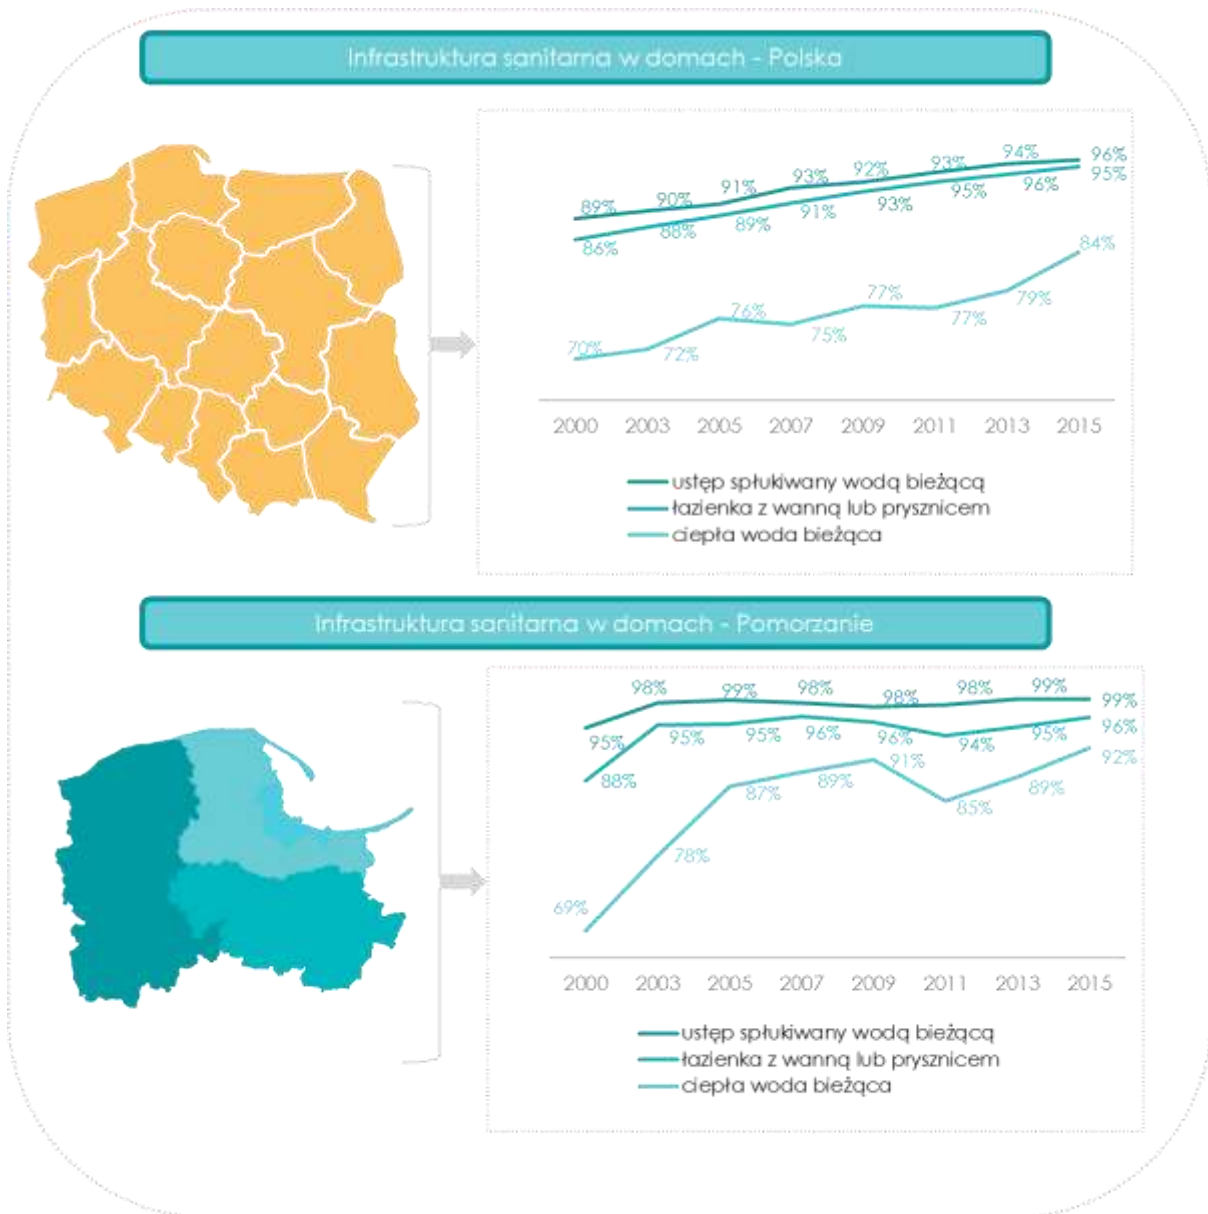 Infrastruktura sanitarna w domach - Polska
89% 90% 91% 93% 92% 93% 94% 96%
86% 88% 89% 91% 93% 95% 96% 95%
70% 72% 76% 75% 77% 77% 79% 84%
2000 2003 2005 2007 2009 2011 2013 2015
ustęp spłukiwany wodą bieżącą
łazienka z wanną lub prysznicem
ciepła woda bieżąca
Infrastruktura sanitarna w domach - Pomorzanie
95% 98% 99% 98% 98% 98% 99% 99%
88% 95% 95% 96% 96% 94% 95% 96%
69% 78% 87% 89% 91% 85% 89% 92%
2000 2003 2005 2007 2009 2011 2013 2015
ustęp spłukiwany wodą bieżącą
łazienka z wanną lub prysznicem
ciepła woda bieżąca